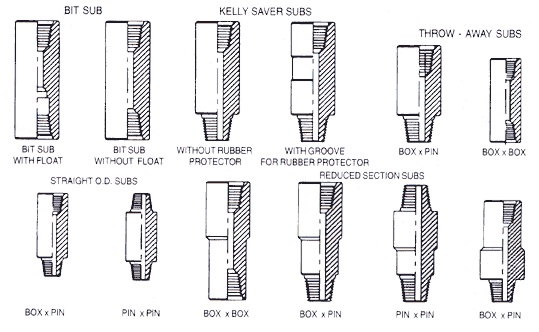 BIT SUB
KELLY SAVER SUBS
THROW - AWAY SUBS
BIT SUB
WITH FLOAT
BIT SUB
WITHOUT FLOAT
WITHOUT RUBBER
PROTECTOR
WITH GROOVE
FOR RUBBER PROTECTOR
BOX x PIN
BOX x BOX
STRAIGHT O.D. SUBS
REDUCED SECTION SUBS
BOX x PIN
PIN x PIN
BOX x BOX
BOX x PIN
PIN x PIN
BOX x PIN